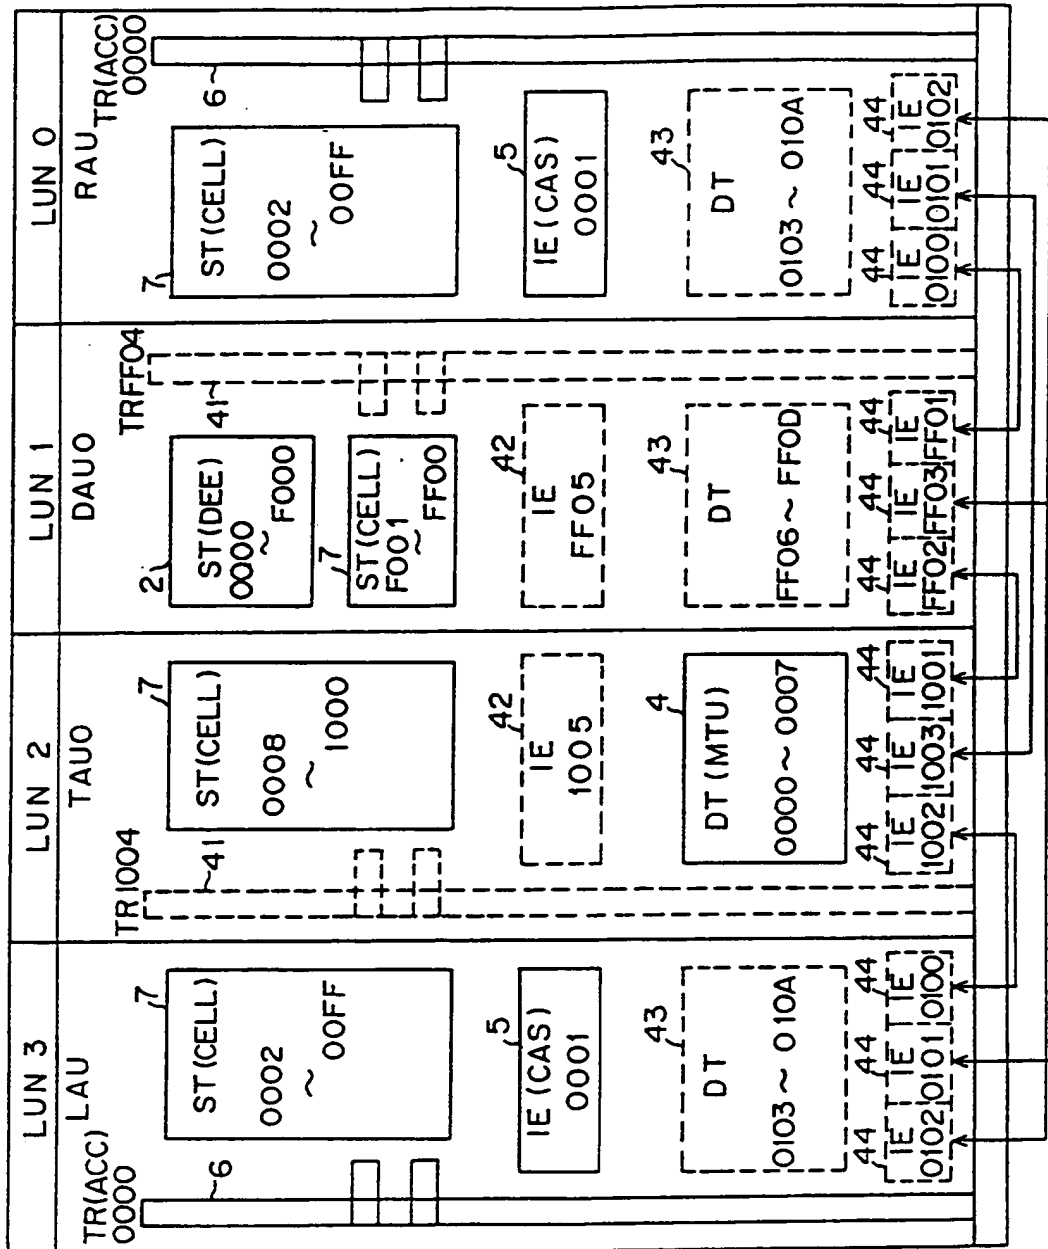 LUN 3
LAU
TR(ACC)
0000
6
7
ST(CELL)
0002
~
00FF
5
IE(CAS)
0001
43
DT
0103~010A
44
44
44
IE
IE
IE
0102
0101
0100
LUN 2
TAU0
TR1004
41
7
ST(CELL)
0008
~
1000
42
IE
1005
4
DT(MTU)
0000~0007
44
44
44
IE
IE
IE
1002
1003
1001
LUN 1
DAU0
TRFF04
41
2
ST(DEE)
0000
~
F000
7
ST(CELL)
F001
~
FF00
42
IE
FF05
43
DT
FF06~FF0D
44
44
44
IE
IE
IE
FF02
FF03
FF01
LUN 0
RAU
TR(ACC)
0000
6
7
ST(CELL)
0002
~
00FF
5
IE(CAS)
0001
43
DT
0103~010A
44
44
44
IE
IE
IE
0100
0101
0102